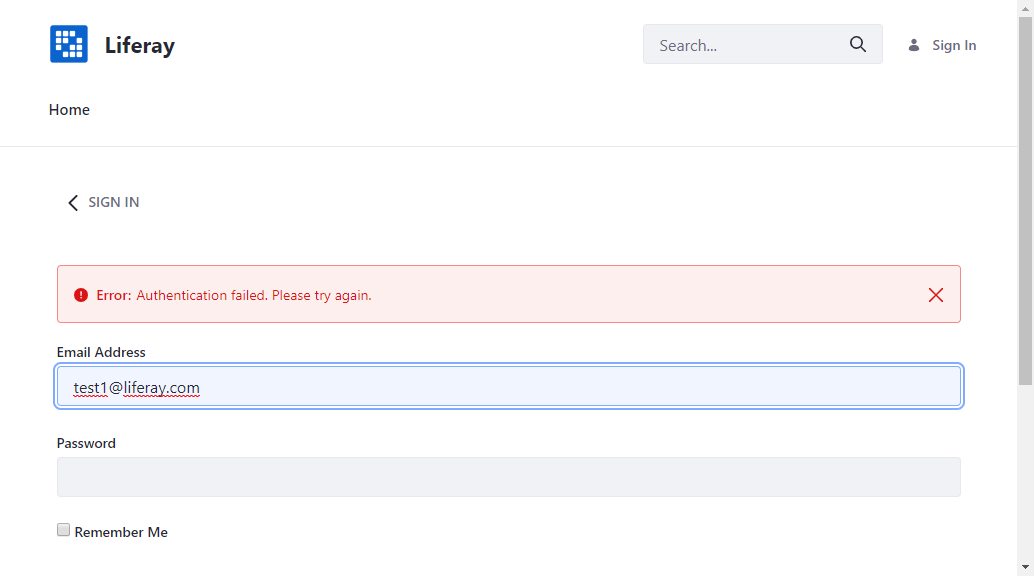 Liferay
Search...
Sign In
Home
SIGN IN
Error: Authentication failed. Please try again.
Email Address
test1@liferay.com
Password
Remember Me